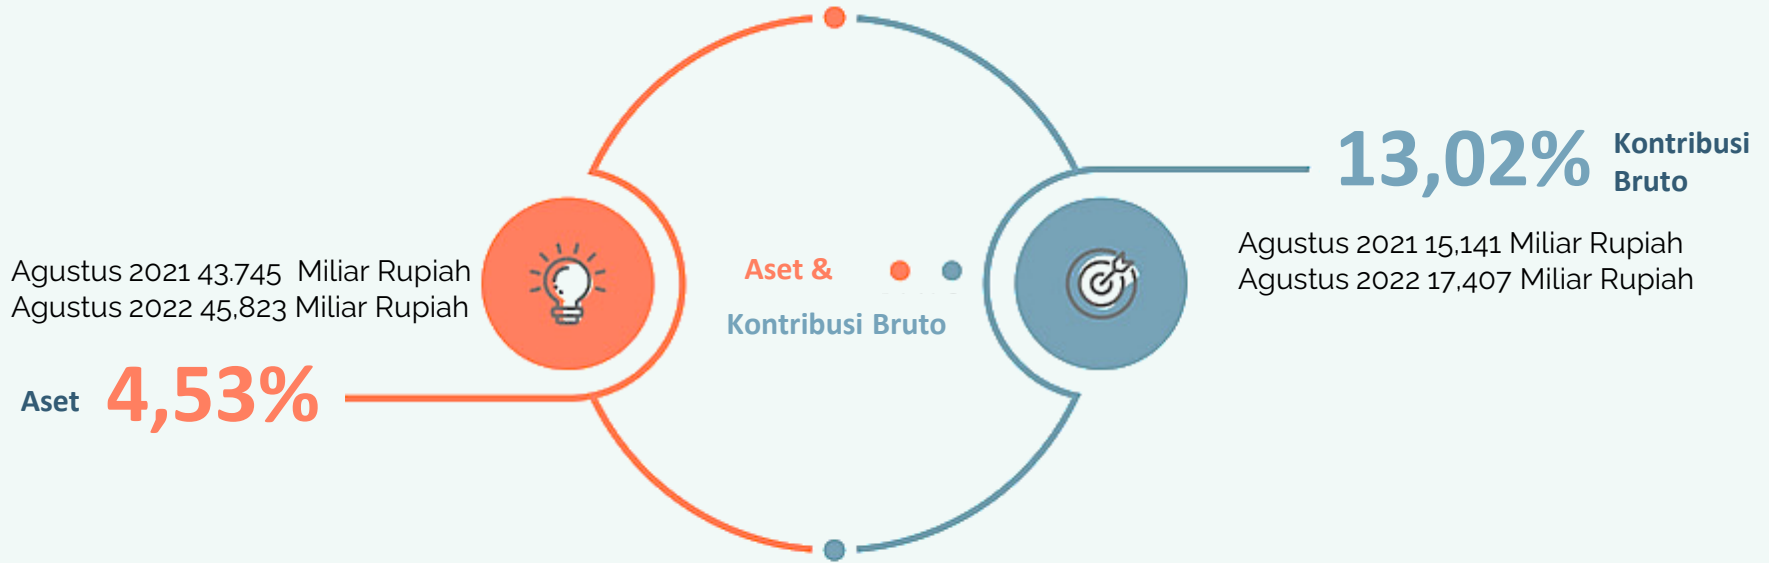 Agustus 2021 43.745 Miliar Rupiah
Agustus 2022 45,823 Miliar Rupiah
Aset 4,53%
Aset &
Kontribusi Bruto
13,02% Kontribusi
Bruto
Agustus 2021 15,141 Miliar Rupiah
Agustus 2022 17,407 Miliar Rupiah